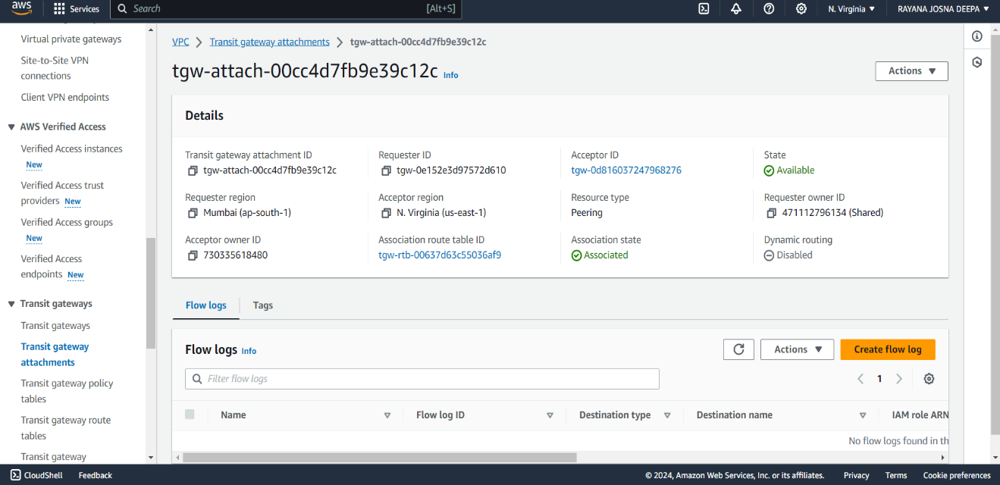 aws Services Search [Alt+S] N. Virginia RAYANA JOSNA DEEPA
Virtual private gateways
Site-to-Site VPN
connections
Client VPN endpoints
AWS Verified Access
Verified Access instances
New
Verified Access trust
providers New
Verified Access groups
New
Verified Access
endpoints New
Transit gateways
Transit gateways
Transit gateway
attachments
Transit gateway policy
tables
Transit gateway route
tables
Transit gateway
VPC Transit gateway attachments tgw-attach-00cc4d7fb9e39c12c
tgw-attach-00cc4d7fb9e39c12c Info Actions
Details
Transit gateway attachment ID Requester ID Acceptor ID State
tgw-attach-00cc4d7fb9e39c12c tgw-0e152e3d97572d610 tgw-0d816037247968276 Available
Requester region Acceptor region Resource type Requester owner ID
Mumbai (ap-south-1) N. Virginia (us-east-1) Peering 471112796134 (Shared)
Acceptor owner ID Association route table ID Association state Dynamic routing
730335618480 tgw-rtb-00637d63c55036af9 Associated Disabled
Flow logs Tags
Flow logs Info Actions Create flow log
Filter flow logs 1
Name Flow log ID Destination type Destination name IAM role ARN
No flow logs found in th
CloudShell Feedback © 2024, Amazon Web Services, Inc. or its affiliates. Privacy Terms Cookie preferences